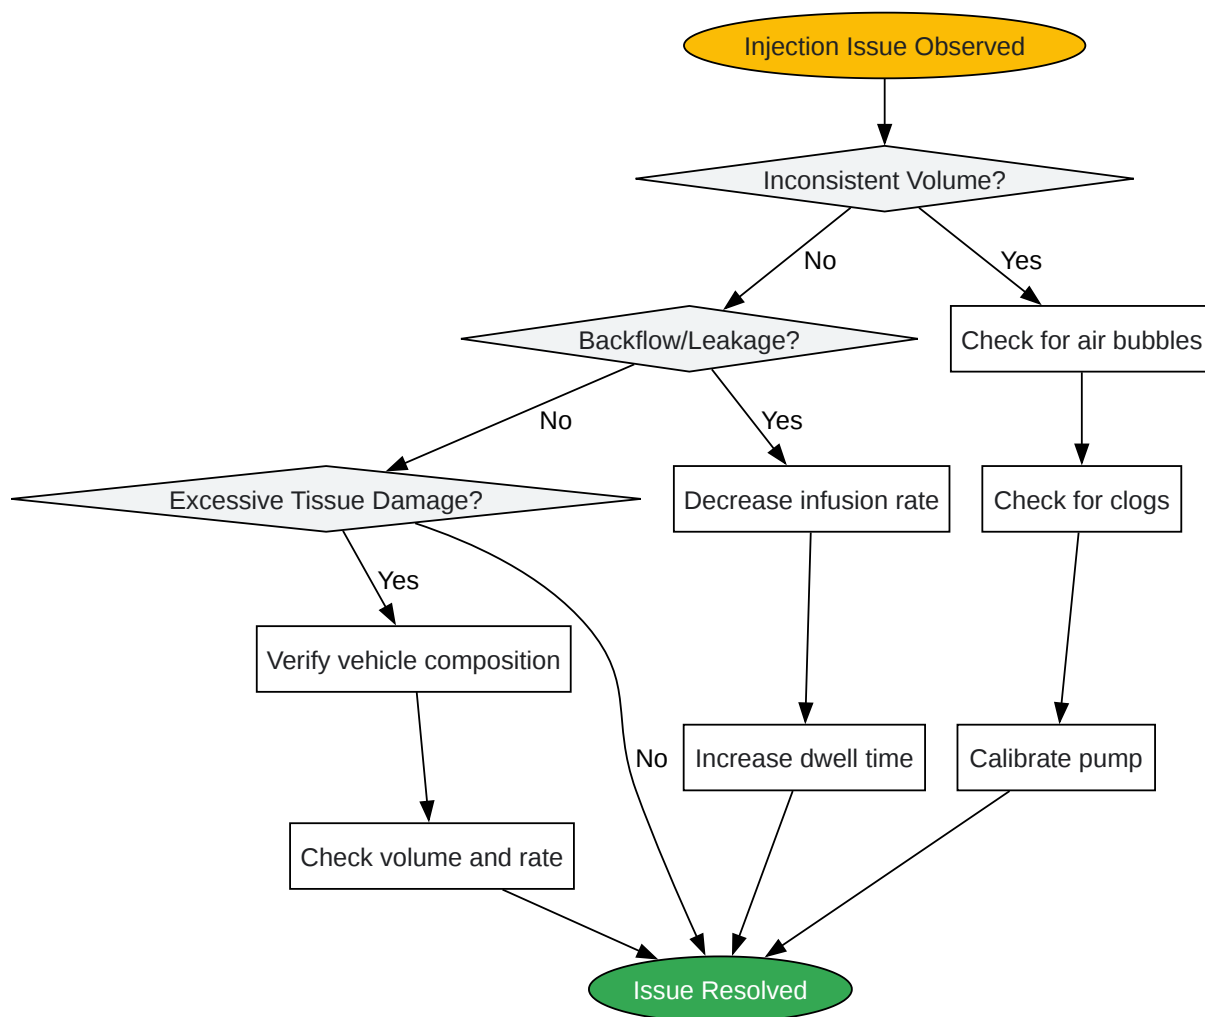 Injection Issue Observed
Inconsistent Volume?
No
Yes
Backflow/Leakage?
Check for air bubbles
No
Yes
Excessive Tissue Damage?
Decrease infusion rate
Check for clogs
Yes
Verify vehicle composition
No
Increase dwell time
Calibrate pump
Check volume and rate
Issue Resolved